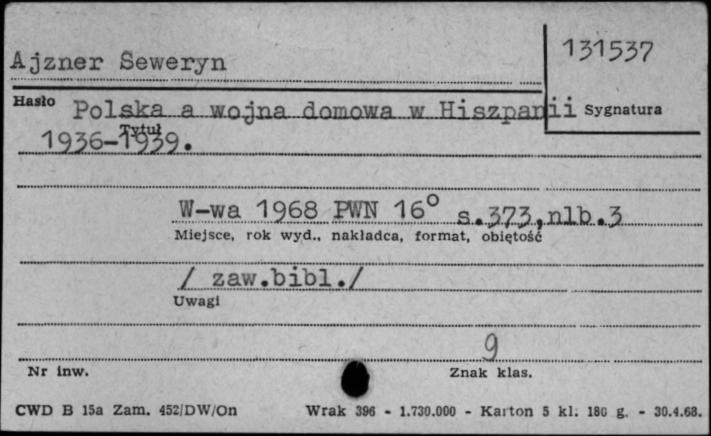 Ajzner Seweryn
131537
Hasło
Sygnatura
Polska a wojna domowa w Hiszpanii
Tytuł
1936-1939.
W-wa 1968 PWN 16° s.373,nlb.3
Miejsce, rok wyd., nakładca, format, objętość
/ zaw.bibl./
Uwagi
9
Nr inw.
Znak klas.
CWD B 15a Zam. 452/DW/On Wrak 396 - 1.730.000 - Karton 5 kl. 180 g. - 30.4.68.